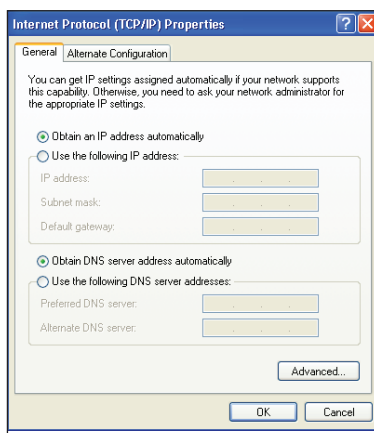 Internet Protocol (TCP/IP) Properties
General
Alternate Configuration
You can get IP settings assigned automatically if your network supports
this capability. Otherwise, you need to ask your network administrator for
the appropriate IP settings.
Obtain an IP address automatically
Use the following IP address:
IP address:
Subnet mask:
Default gateway:
Obtain DNS server address automatically
Use the following DNS server addresses:
Preferred DNS server:
Alternate DNS server:
Advanced...
OK
Cancel